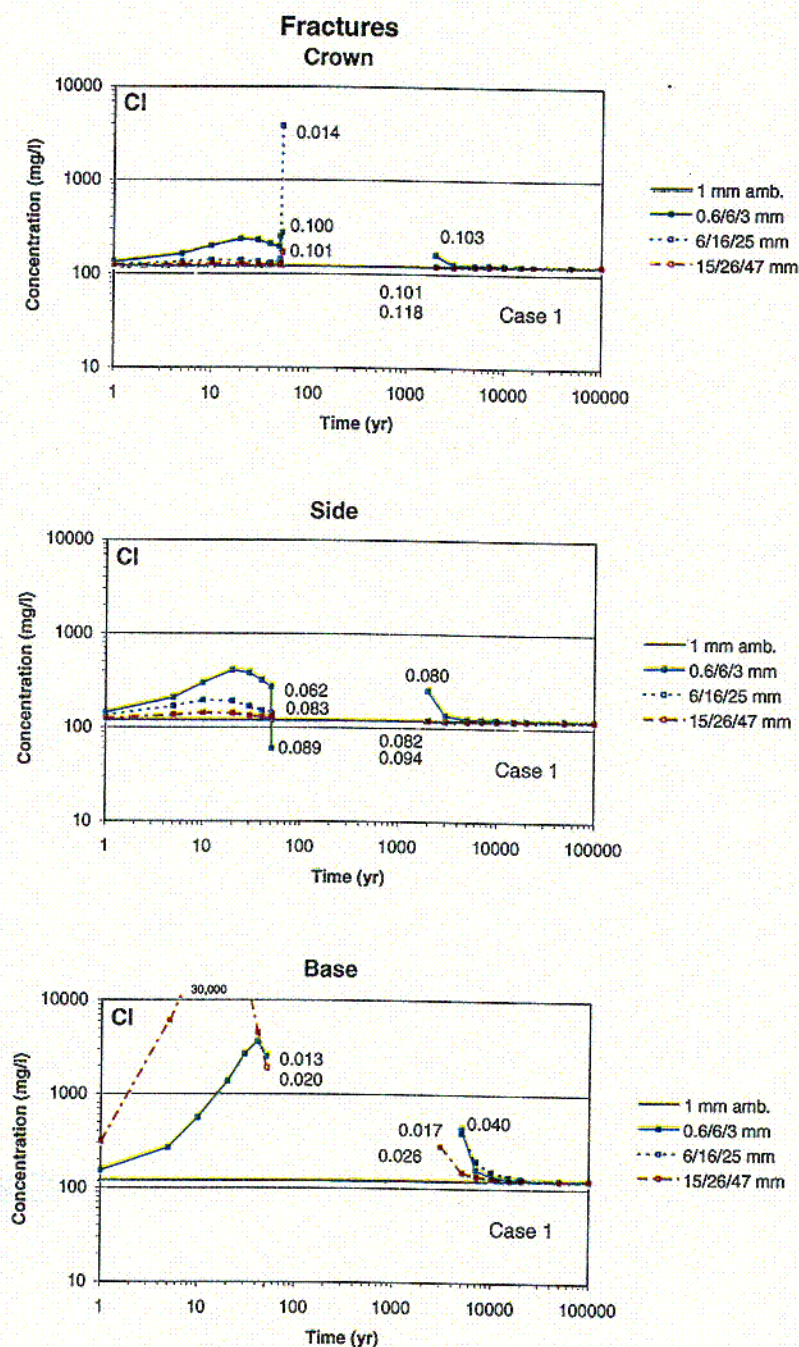 Fractures
Crown
Cl
10000
1000
100
10
Concentration (mg/l)
0.014
0.100
0.101
0.103
0.101
0.118
Case 1
1 10 100 1000 10000 100000
Time (yr)
1 mm amb.
0.6/6/3 mm
6/16/25 mm
15/26/47 mm
Side
Cl
10000
1000
100
10
Concentration (mg/l)
0.062
0.083
0.089
0.080
0.082
0.094
Case 1
1 10 100 1000 10000 100000
Time (yr)
1 mm amb.
0.6/6/3 mm
6/16/25 mm
15/26/47 mm
Base
Cl
30,000
10000
1000
100
10
Concentration (mg/l)
0.013
0.020
0.017
0.026
0.040
Case 1
1 10 100 1000 10000 100000
Time (yr)
1 mm amb.
0.6/6/3 mm
6/16/25 mm
15/26/47 mm